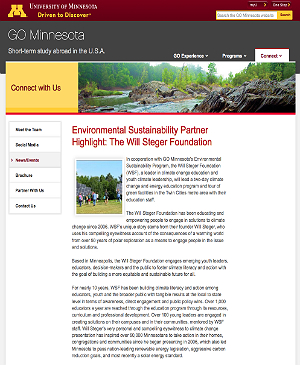 UNIVERSITY OF MINNESOTA
Driven to Discover
GO Minnesota
Short-term study abroad in the U.S.A.
GO Experience
Programs
Connect
Connect with Us
Meet the Team
Social Media
News/Events
Brochure
Partner With Us
Contact Us
Environmental Sustainability Partner
Highlight: The Will Steger Foundation
In cooperation with GO Minnesota's Environmental
Sustainability Program, the Will Steger Foundation
(WSF), a leader in climate change education and
youth climate leadership, will lead a two-day climate
change and energy education program and tour of
green facilities in the Twin Cities metro area with their
education staff.
The Will Steger Foundation has been educating and
empowering people to engage in solutions to climate
change since 2006. WSF's unique story stems from their founder Will Steger, who
uses his compelling eyewitness account of the consequences of a warming world
from over 50 years of polar exploration as a means to engage people in the issue
and solutions.
Based in Minnesota, the Will Steger Foundation engages emerging youth leaders,
educators, decision-makers and the public to foster climate literacy and action with
the goal of building a more equitable and sustainable future for all.
For nearly 10 years, WSF has been building climate literacy and action among
educators, youth and the broader public with tangible results at the local to state
level in terms of awareness, direct engagement and public policy wins. Over 1,000
educators a year are reached through the education program through its resources,
curriculum and professional development. Over 100 young leaders are engaged in
creating solutions on their campuses and in their communities, mentored by WSF
staff. Will Steger's very personal and compelling eyewitness to climate change
presentation has inspired over 90,000 Minnesotans to take action in their homes,
congregations and communities since he began presenting in 2006, which also led
Minnesota to pass nation-leading renewable energy legislation, aggressive carbon
reduction goals, and most recently a solar energy standard.